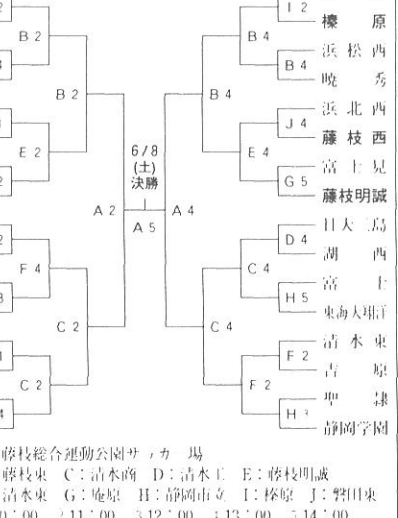 2
I 2
榛原
B 2
B 4
浜松西
B 4
暁秀
B 2
B 4
浜北西
J 4
藤枝西
E 2
E 4
6/8
(土)
決勝
富士見
G 5
藤枝明誠
A 2
A 4
A 5
日大三島
D 4
湖西
F 4
C 4
富士
H 5
東海大翔洋
C 2
C 4
清水東
F 2
吉原
C 2
F 2
聖隷
H 3
静岡学園
藤枝総合運動公園サッカー場
藤枝東 C:清水商 D:清水工 E:藤枝明誠
清水東 G:庵原 H:静岡市立 I:榛原 J:磐田東
11:00 3 12:00 13:00 14:00